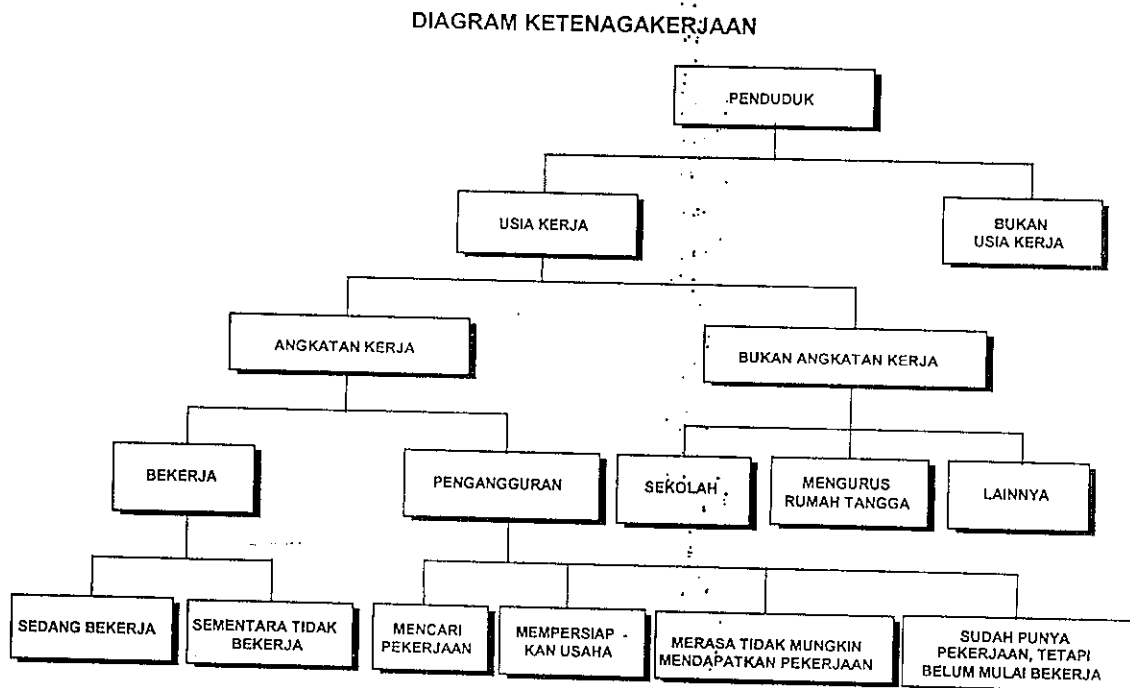 DIAGRAM KETENAGAKERJAAN
PENDUDUK
USIA KERJA
BUKAN
USIA KERJA
ANGKATAN KERJA
BUKAN ANGKATAN KERJA
BEKERJA
PENGANGGURAN
SEKOLAH
MENGURUS
RUMAH TANGGA
LAINNYA
SEDANG BEKERJA
SEMENTARA TIDAK
BEKERJA
MENCARI
PEKERJAAN
MEMPERSIAP -
KAN USAHA
MERASA TIDAK MUNGKIN
MENDAPATKAN PEKERJAAN
SUDAH PUNYA
PEKERJAAN, TETAPI
BELUM MULAI BEKERJA